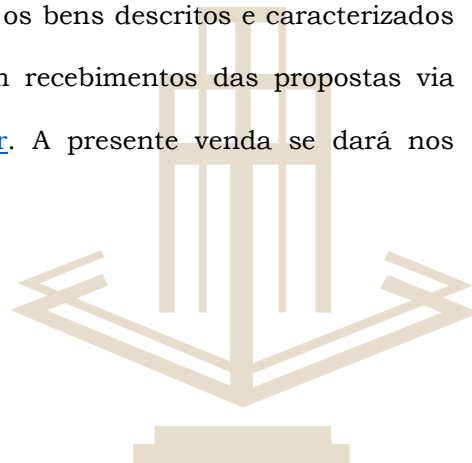 os bens descritos e caracterizados
recebimentos das propostas via
. A presente venda se dará nos